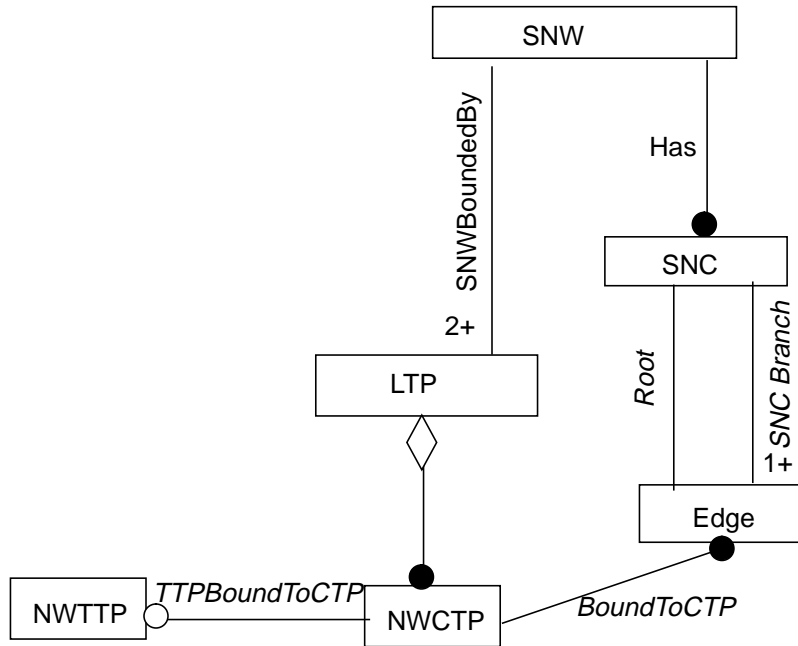 SNW
SNWBoundedBy
Has
SNC
2+
LTP
Root
SNC Branch
1+
Edge
TTPBoundToCTP
BoundToCTP
NWTTP
NWCTP